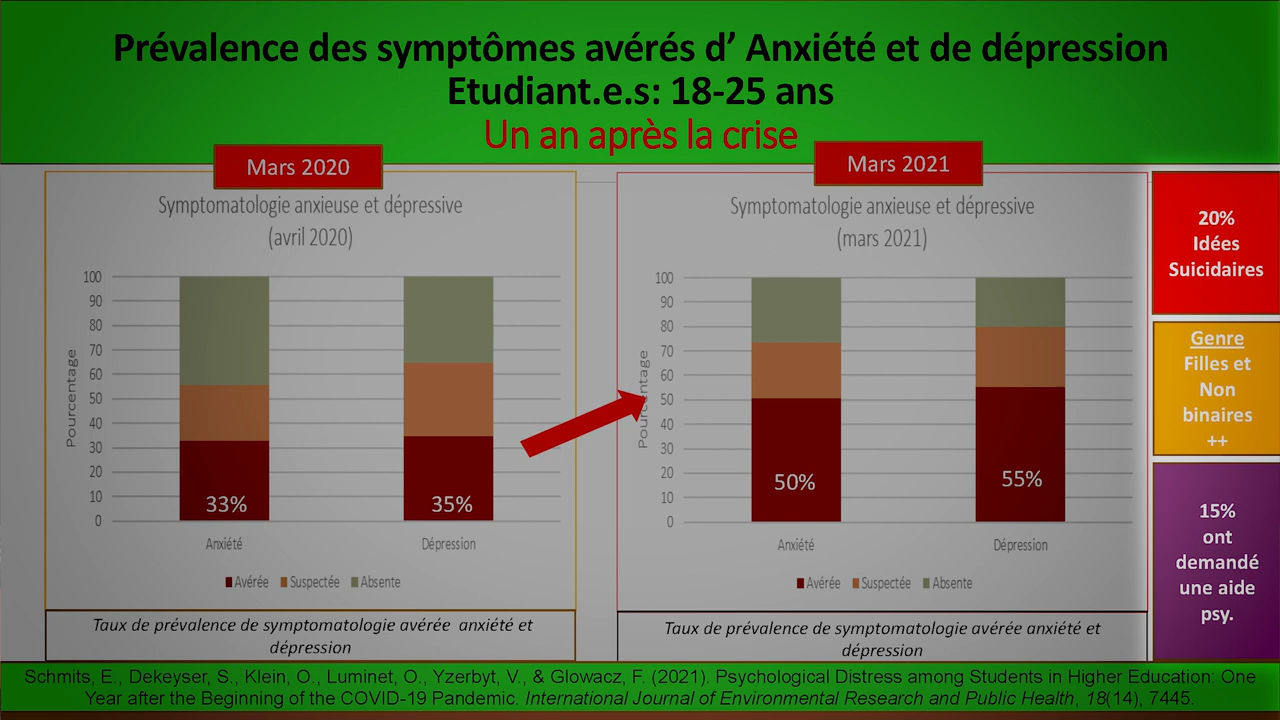 Prévalence des symptômes avérés d’ Anxiété et de dépression
Etudiant.e.s: 18-25 ans
Un an après la crise
Mars 2020
Symptomatologie anxieuse et dépressive
(avril 2020)
Pourcentage
100
90
80
70
60
50
40
30
20
10
0
33%
35%
Anxiété
Dépression
Avérée
Suspectée
Absente
Taux de prévalence de symptomatologie avérée anxiété et
dépression
Mars 2021
Symptomatologie anxieuse et dépressive
(mars 2021)
Pourcentage
100
90
80
70
60
50
40
30
20
10
0
50%
55%
Anxiété
Dépression
Avérée
Suspectée
Absente
Taux de prévalence de symptomatologie avérée anxiété et
dépression
20%
Idées
Suicidaires
Genre
Filles et
Non
binaires
++
15%
ont
demandé
une aide
psy.
Schmits, E., Dekeyser, S., Klein, O., Luminet, O., Yzerbyt, V., & Glowacz, F. (2021). Psychological Distress among Students in Higher Education: One
Year after the Beginning of the COVID-19 Pandemic. International Journal of Environmental Research and Public Health, 18(14), 7445.